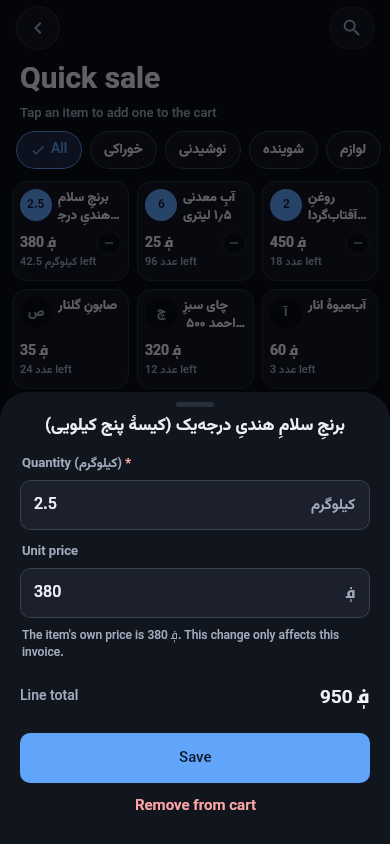 Quick sale
Tap an item to add one to the cart
All
خوراکی
نوشیدنی
شوینده
لوازم
2.5
برنجِ سلامِ
هندیِ درج…
380 ؋
42.5 کیلوگرم left
6
آبِ معدنی
۱٫۵ لیتری
25 ؋
96 عدد left
2
روغنِ
آفتاب‌گردا…
450 ؋
18 عدد left
ص
صابونِ گلنار
35 ؋
24 عدد left
چ
چای سبزِ
احمد ۵۰۰…
320 ؋
12 عدد left
آ
آب‌میوهٔ انار
60 ؋
3 عدد left
برنجِ سلامِ هندیِ درجه‌یک (کیسهٔ پنج کیلویی)
Quantity (کیلوگرم) *
2.5 کیلوگرم
Unit price
380 ؋
The item's own price is 380 ؋. This change only affects this
invoice.
Line total 950 ؋
Save
Remove from cart